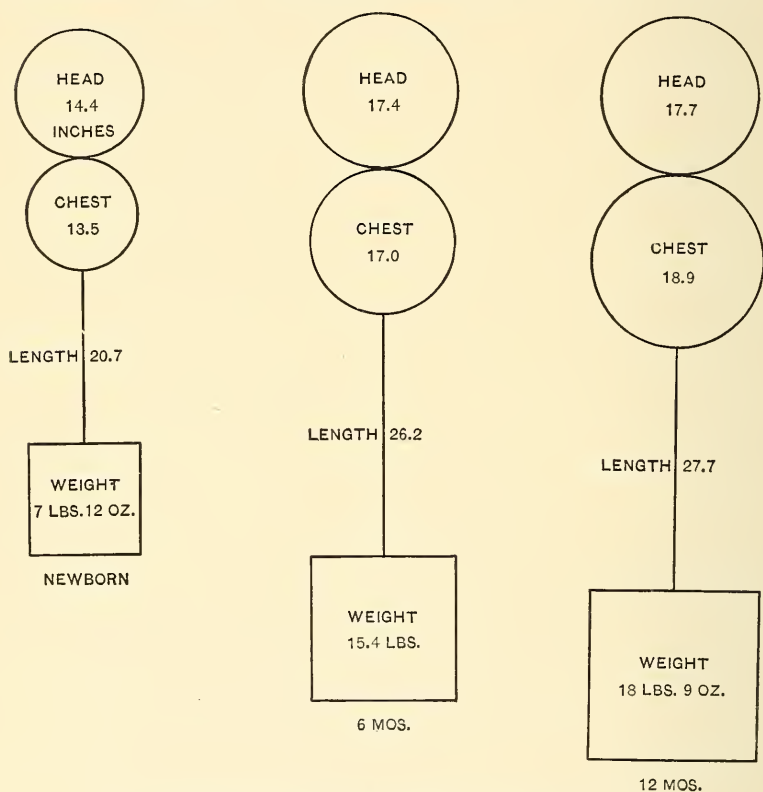 HEAD
14.4
INCHES
CHEST
13.5
LENGTH 20.7
WEIGHT
7 LBS. 12 OZ.
NEWBORN
HEAD
17.4
CHEST
17.0
LENGTH 26.2
WEIGHT
15.4 LBS.
6 MOS.
HEAD
17.7
CHEST
18.9
LENGTH 27.7
WEIGHT
18 LBS. 9 OZ.
12 MOS.